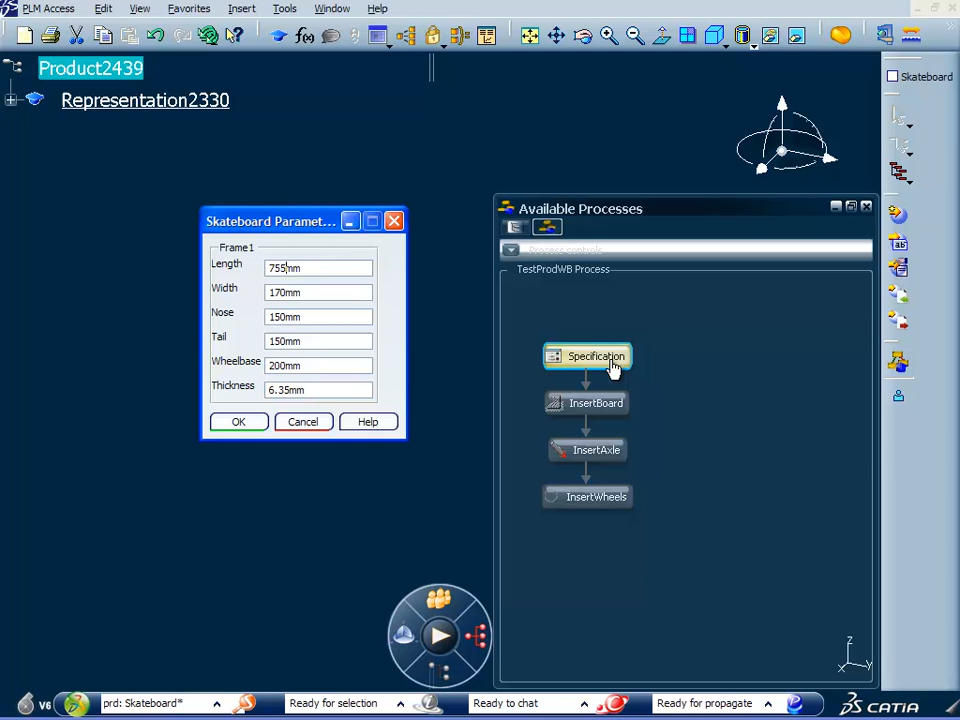 PLM Access Edit View Favorites Insert Tools Window Help
Product2439
Representation2330
Skateboard
Skateboard Paramet...
Frame1
Length 755mm
Width 170mm
Nose 150mm
Tail 150mm
Wheelbase 200mm
Thickness 6.35mm
OK Cancel Help
Available Processes
Process controls
TestProdWB Process
Specification
InsertBoard
InsertAxle
InsertWheels
z
x y
V6 prd: Skateboard* Ready for selection Ready to chat Ready for propagate CATIA